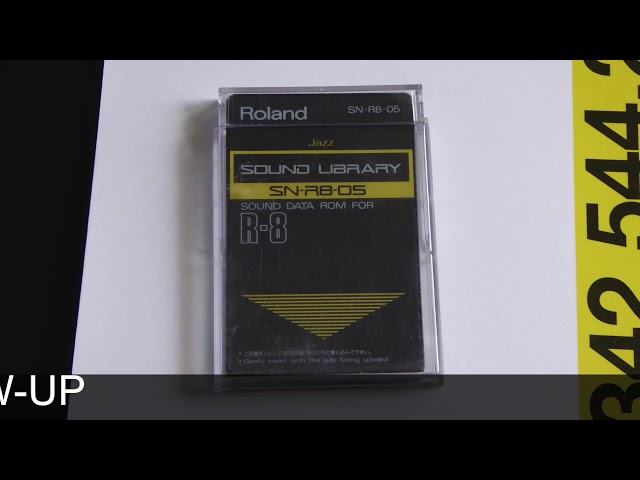 Roland SN-R8-05
Jazz
SOUND LIBRARY
SN-R8-05
SOUND DATA ROM FOR
R-8
• Gently insert with this side facing upward.
W-UP
342 544.2